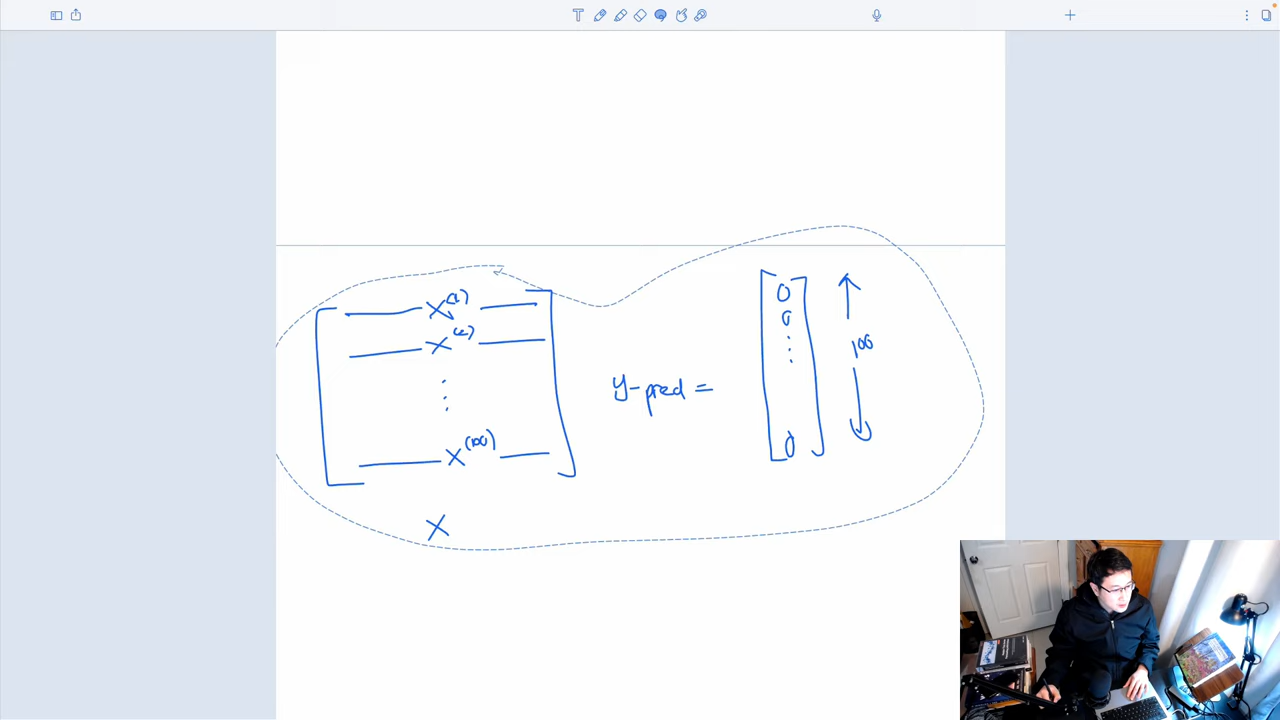 X^(1)
X^(2)
⋮
X^(100)
X
y-pred =
0
0
⋮
0
100